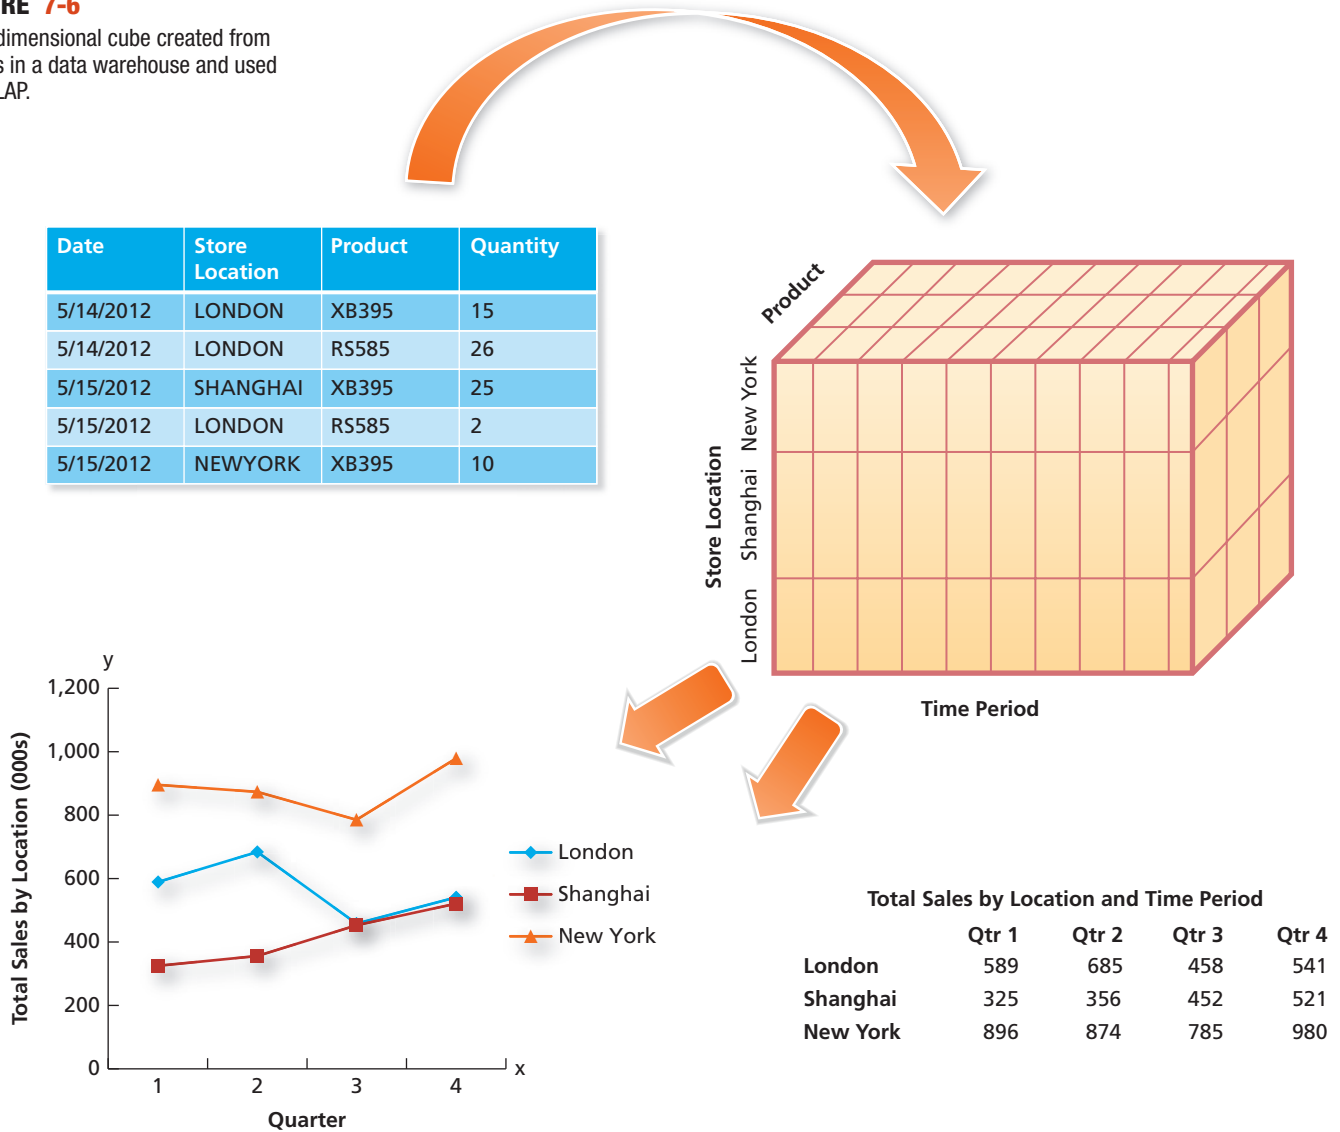 RE 7-6
dimensional cube created from
s in a data warehouse and used
LAP.
Date Store Location Product Quantity
5/14/2012 LONDON XB395 15
5/14/2012 LONDON RS585 26
5/15/2012 SHANGHAI XB395 25
5/15/2012 LONDON RS585 2
5/15/2012 NEWYORK XB395 10
Product
Store Location
New York
Shanghai
London
Time Period
y
1,200
1,000
800
600
400
200
0
Total Sales by Location (000s)
1 2 3 4
x
Quarter
London
Shanghai
New York
Total Sales by Location and Time Period
Qtr 1 Qtr 2 Qtr 3 Qtr 4
London 589 685 458 541
Shanghai 325 356 452 521
New York 896 874 785 980